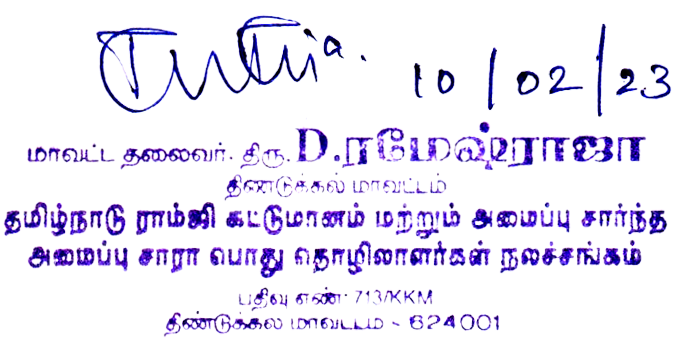 10/02/23
மாவட்ட தலைவர். திரு. D.ரமேஷ்ராஜா
திண்டுக்கல் மாவட்டம்
தமிழ்நாடு ராம்ஜி கட்டுமானம் மற்றும் அமைப்பு சார்ந்த
அமைப்பு சாரா பொது தொழிலாளர்கள் நலச்சங்கம்
பதிவு எண்: 713/KKM
திண்டுக்கல் மாவட்டம் - 624001